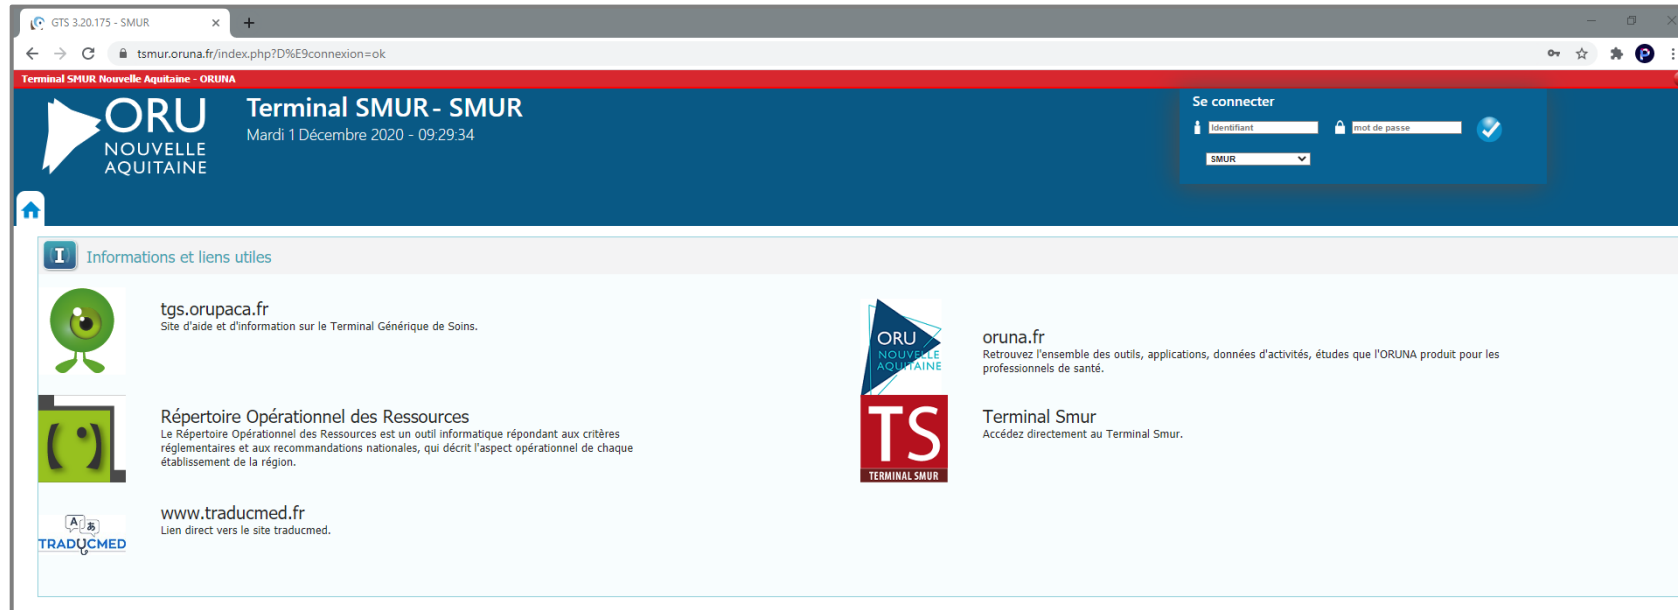 GTS 3.20.175 - SMUR
tsmur.oruna.fr/index.php?D%E9connexion=ok
Terminal SMUR Nouvelle Aquitaine - ORUNA
ORU
NOUVELLE
AQUITAINE
Terminal SMUR - SMUR
Mardi 1 Décembre 2020 - 09:29:34
Se connecter
Identifiant
mot de passe
SMUR
Informations et liens utiles
tgs.orupaca.fr
Site d'aide et d'information sur le Terminal Générique de Soins.
ORU
NOUVELLE
AQUITAINE
oruna.fr
Retrouvez l'ensemble des outils, applications, données d'activités, études que l'ORUNA produit pour les
professionnels de santé.
Répertoire Opérationnel des Ressources
Le Répertoire Opérationnel des Ressources est un outil informatique répondant aux critères
réglementaires et aux recommandations nationales, qui décrit l'aspect opérationnel de chaque
établissement de la région.
TS
TERMINAL SMUR
Terminal Smur
Accédez directement au Terminal Smur.
A あ
TRADUCMED
www.traducmed.fr
Lien direct vers le site traducmed.